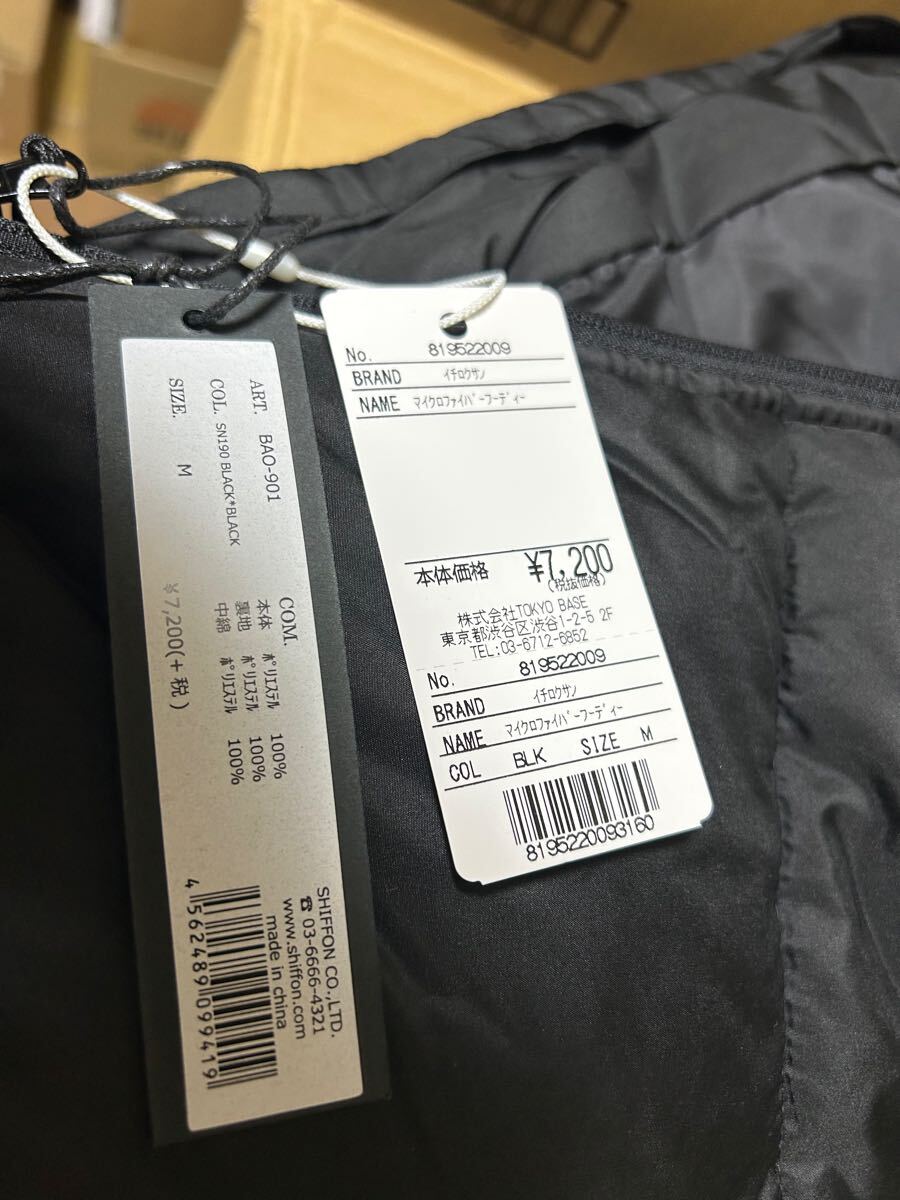 ART. BAO-901
COL. SN190 BLACK*BLACK
SIZE. M
¥7,200(+税)
COM.
本体 ﾎﾟﾘｴｽﾃﾙ 100%
裏地 ﾎﾟﾘｴｽﾃﾙ 100%
中綿 ﾎﾟﾘｴｽﾃﾙ 100%
SHIFFON CO.,LTD.
☎ 03-6666-4321
www.shiffon.com
made in china
4 562489 099419
No. 819522009
BRAND ｲﾁﾛｸｻﾝ
NAME ﾏｲｸﾛﾌｧｲﾊﾞｰﾌｰﾃﾞｨｰ
本体価格 ¥7,200
(税抜価格)
株式会社TOKYO BASE
東京都渋谷区渋谷1-2-5 2F
TEL:03-6712-6852
No. 819522009
BRAND ｲﾁﾛｸｻﾝ
NAME ﾏｲｸﾛﾌｧｲﾊﾞｰﾌｰﾃﾞｨｰ
COL BLK SIZE M
8195220093160